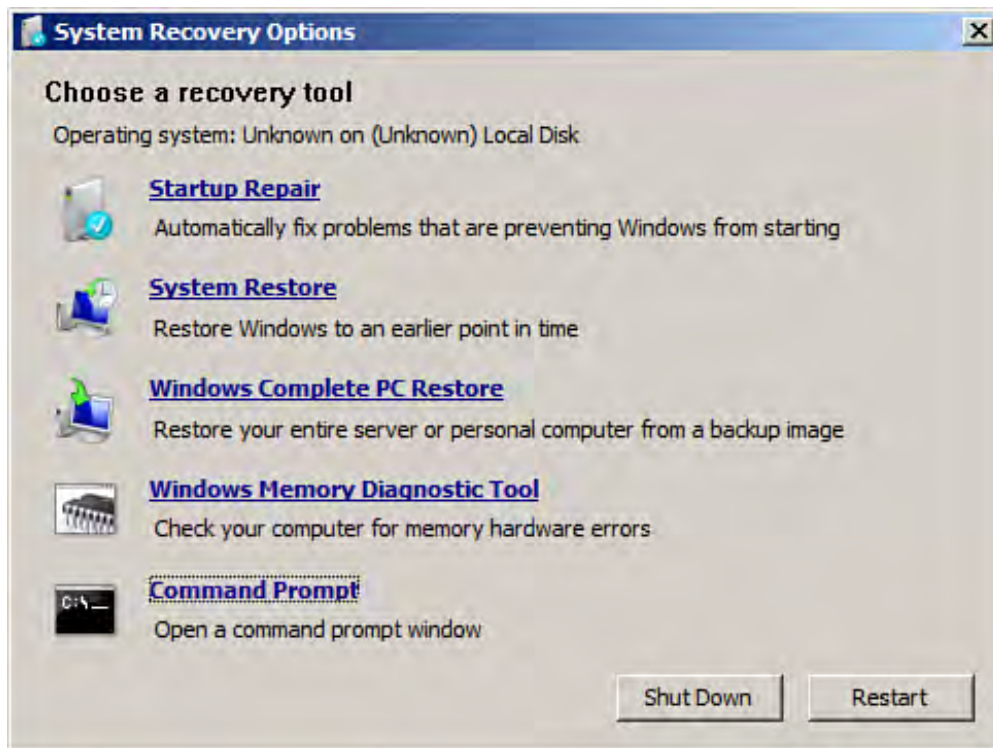 System Recovery Options
Choose a recovery tool
Operating system: Unknown on (Unknown) Local Disk
Startup Repair
Automatically fix problems that are preventing Windows from starting
System Restore
Restore Windows to an earlier point in time
Windows Complete PC Restore
Restore your entire server or personal computer from a backup image
Windows Memory Diagnostic Tool
Check your computer for memory hardware errors
C:\_
Command Prompt
Open a command prompt window
Shut Down
Restart